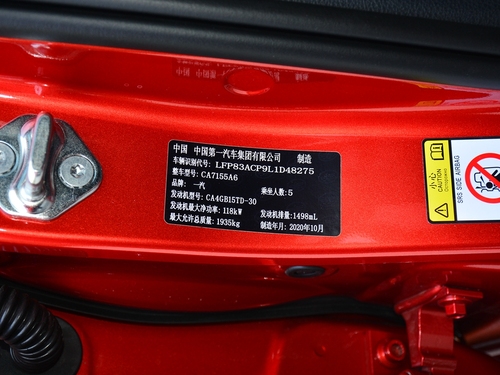 中国 中国第一汽车集团有限公司 制造
车辆识别代号: LFP83ACP9L1D48275
整车型号: CA7155A6
品牌: 一汽 乘坐人数: 5
发动机型号: CA4GB15TD-30
发动机最大净功率: 118kW 发动机排量: 1498mL
最大允许总质量: 1935kg 制造年月: 2020年10月
小心
CAUTION
SRS SIDE AIRBAG